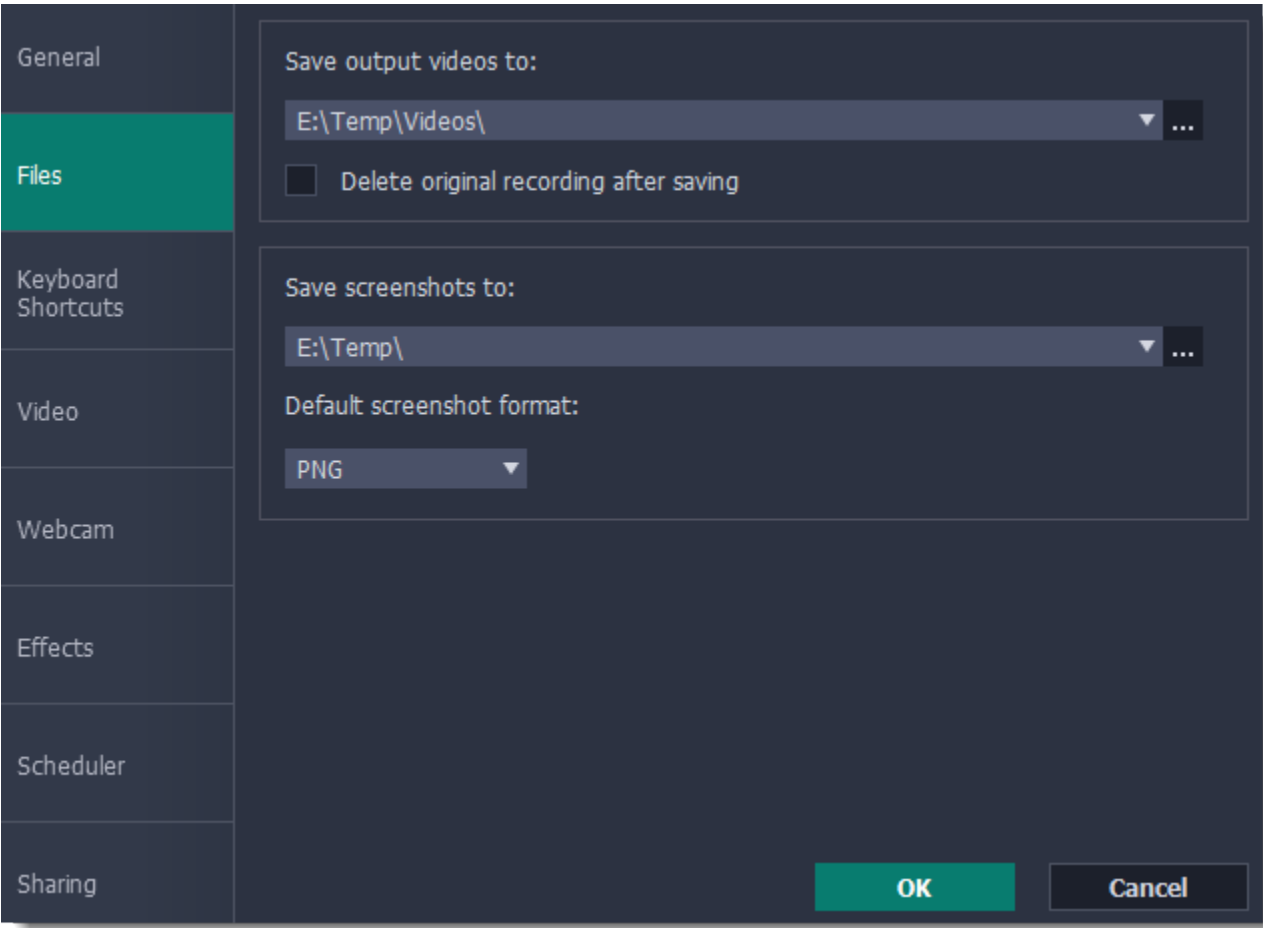 General
Files
Keyboard
Shortcuts
Video
Webcam
Effects
Scheduler
Sharing
Save output videos to:
E:\Temp\Videos\
...
Delete original recording after saving
Save screenshots to:
E:\Temp\
...
Default screenshot format:
PNG
OK
Cancel